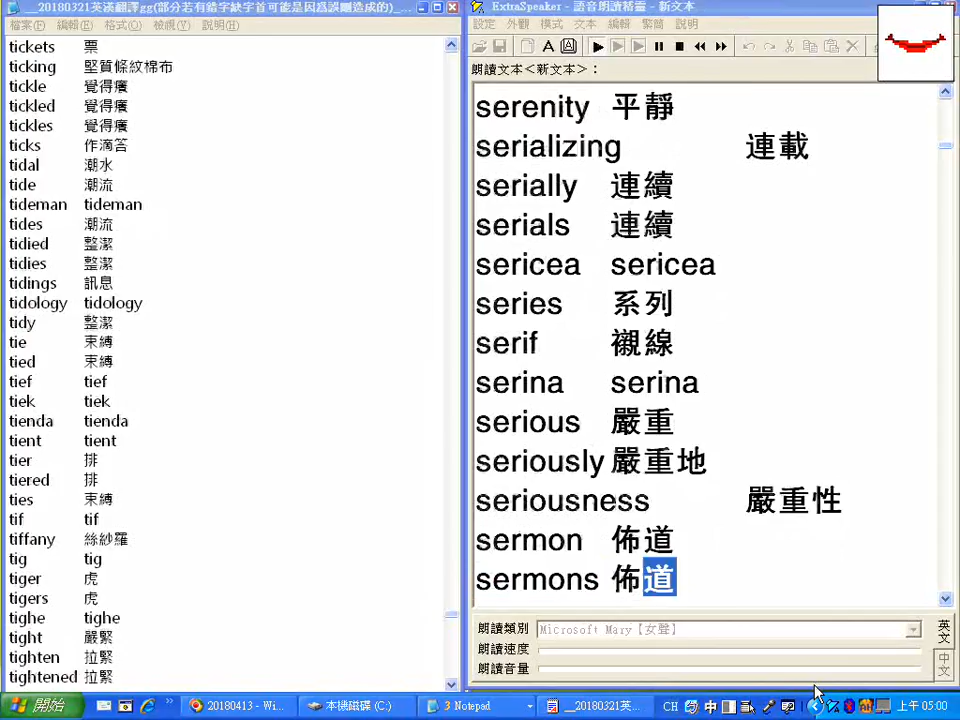 __20180321英漢翻譯gg(部分若有錯字缺字首可能是因為誤刪造成的)_...
檔案(F) 編輯(E) 格式(O) 檢視(V) 說明(H)
tickets 票
ticking 堅質條紋棉布
tickle 覺得癢
tickled 覺得癢
tickles 覺得癢
ticks 作滴答
tidal 潮水
tide 潮流
tideman tideman
tides 潮流
tidied 整潔
tidies 整潔
tidings 訊息
tidology tidology
tidy 整潔
tie 束縛
tied 束縛
tief tief
tiek tiek
tienda tienda
tient tient
tier 排
tiered 排
ties 束縛
tif tif
tiffany 絲紗羅
tig tig
tiger 虎
tigers 虎
tighe tighe
tight 嚴緊
tighten 拉緊
tightened 拉緊
ExtraSpeaker - 語音朗讀精靈 - 新文本
設定 外觀 模式 文本 編輯 繁簡 說明
朗讀文本<新文本>：
serenity 平靜
serializing 連載
serially 連續
serials 連續
sericea sericea
series 系列
serif 襯線
serina serina
serious 嚴重
seriously 嚴重地
seriousness 嚴重性
sermon 佈道
sermons 佈道
朗讀類別 Microsoft Mary【女聲】
朗讀速度
朗讀音量
英文
中文
開始 20180413 - Wi... 本機磁碟 (C:) 3 Notepad __20180321英... CH 中 上午 05:00